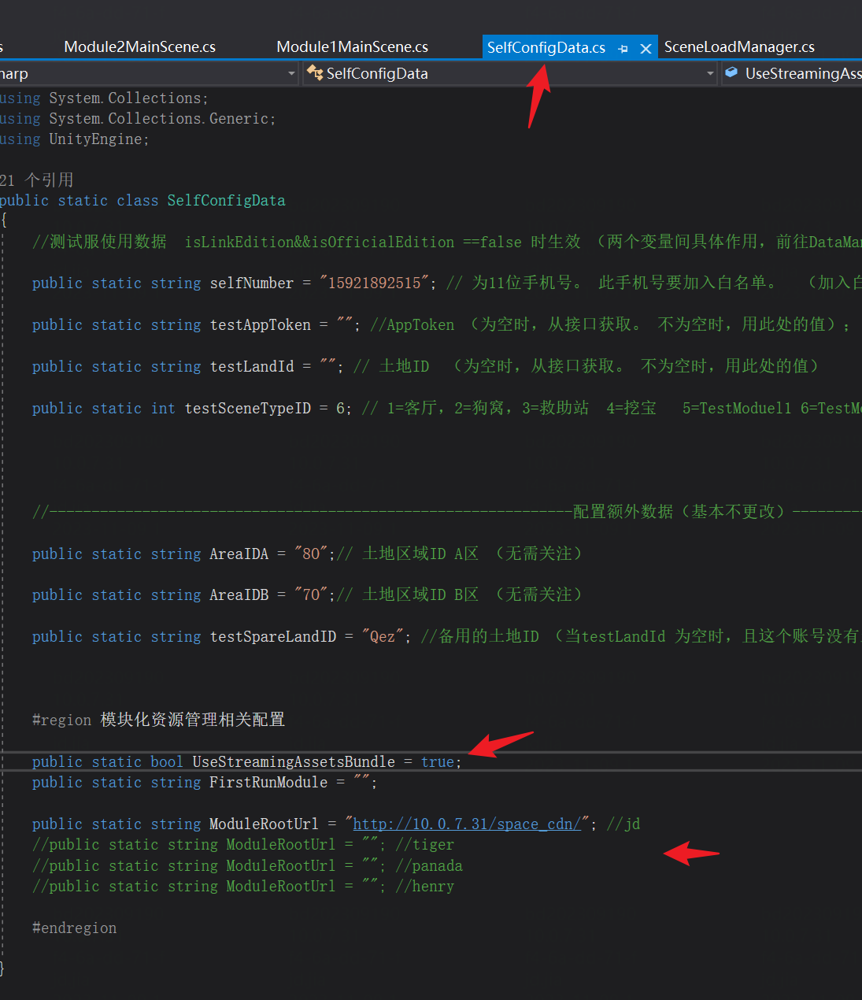 s Module2MainScene.cs Module1MainScene.cs SelfConfigData.cs SceneLoadManager.cs
harp SelfConfigData UseStreamingAss
using System.Collections;
using System.Collections.Generic;
using UnityEngine;
21 个引用
public static class SelfConfigData
{
//测试服使用数据 isLinkEdition&&isOfficialEdition ==false 时生效 （两个变量间具体作用，前往DataMa
public static string selfNumber = "15921892515"; // 为11位手机号。 此手机号要加入白名单。 （加入白
public static string testAppToken = ""; //AppToken （为空时，从接口获取。 不为空时，用此处的值）；
public static string testLandId = ""; // 土地ID （为空时，从接口获取。 不为空时，用此处的值）
public static int testSceneTypeID = 6; // 1=客厅，2=狗窝，3=救助站 4=挖宝 5=TestModuel1 6=TestM
//--------------------------------------------------------------配置额外数据（基本不更改）---------
public static string AreaIDA = "80";// 土地区域ID A区 （无需关注）
public static string AreaIDB = "70";// 土地区域ID B区 （无需关注）
public static string testSpareLandID = "Qez"; //备用的土地ID （当testLandId 为空时，且这个账号没有
#region 模块化资源管理相关配置
public static bool UseStreamingAssetsBundle = true;
public static string FirstRunModule = "";
public static string ModuleRootUrl = "http://10.0.7.31/space_cdn/"; //jd
//public static string ModuleRootUrl = ""; //tiger
//public static string ModuleRootUrl = ""; //panada
//public static string ModuleRootUrl = ""; //henry
#endregion
}